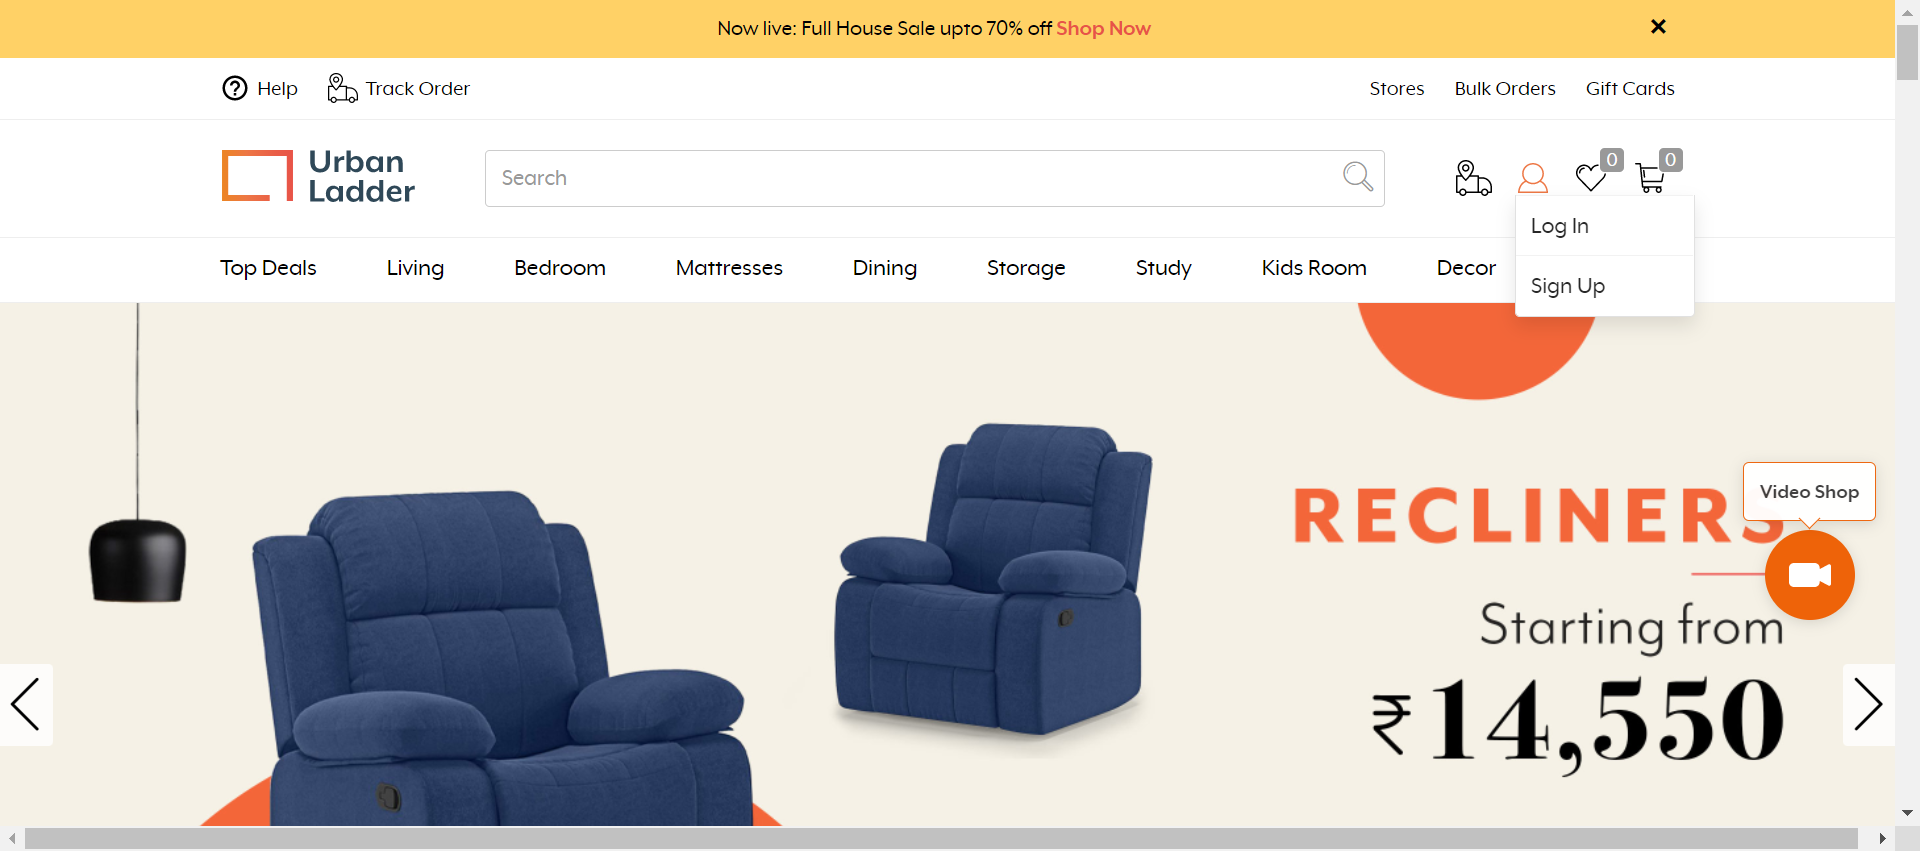 Now live: Full House Sale upto 70% off Shop Now
Help
Track Order
Stores
Bulk Orders
Gift Cards
Urban
Ladder
Search
0
0
Log In
Sign Up
Top Deals
Living
Bedroom
Mattresses
Dining
Storage
Study
Kids Room
Decor
RECLINERS
Video Shop
Starting from
₹14,550